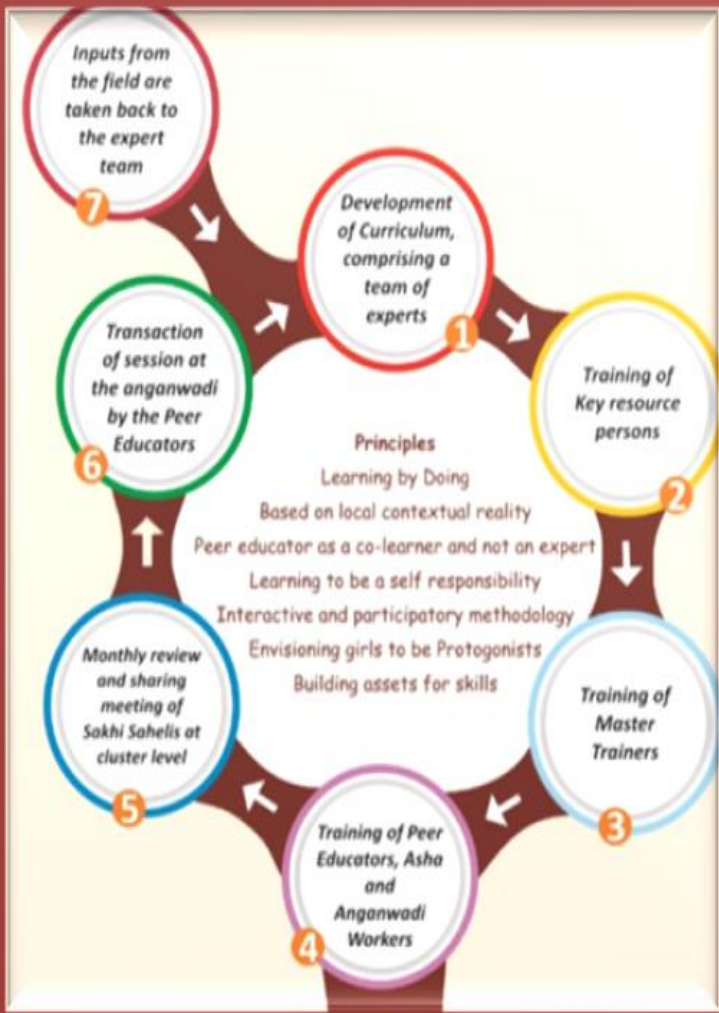 Inputs from
the field are
taken back to
the expert
team
7
Development
of Curriculum,
comprising a
team of
experts
1
Training of
Key resource
persons
2
Training of
Master
Trainers
3
Training of Peer
Educators, Asha
and
Anganwadi
Workers
4
Monthly review
and sharing
meeting of
Sakhi Sahelis at
cluster level
5
Transaction
of session at
the anganwadi
by the Peer
Educators
6
Principles
Learning by Doing
Based on local contextual reality
Peer educator as a co-learner and not an expert
Learning to be a self responsibility
Interactive and participatory methodology
Envisioning girls to be Protogonists
Building assets for skills